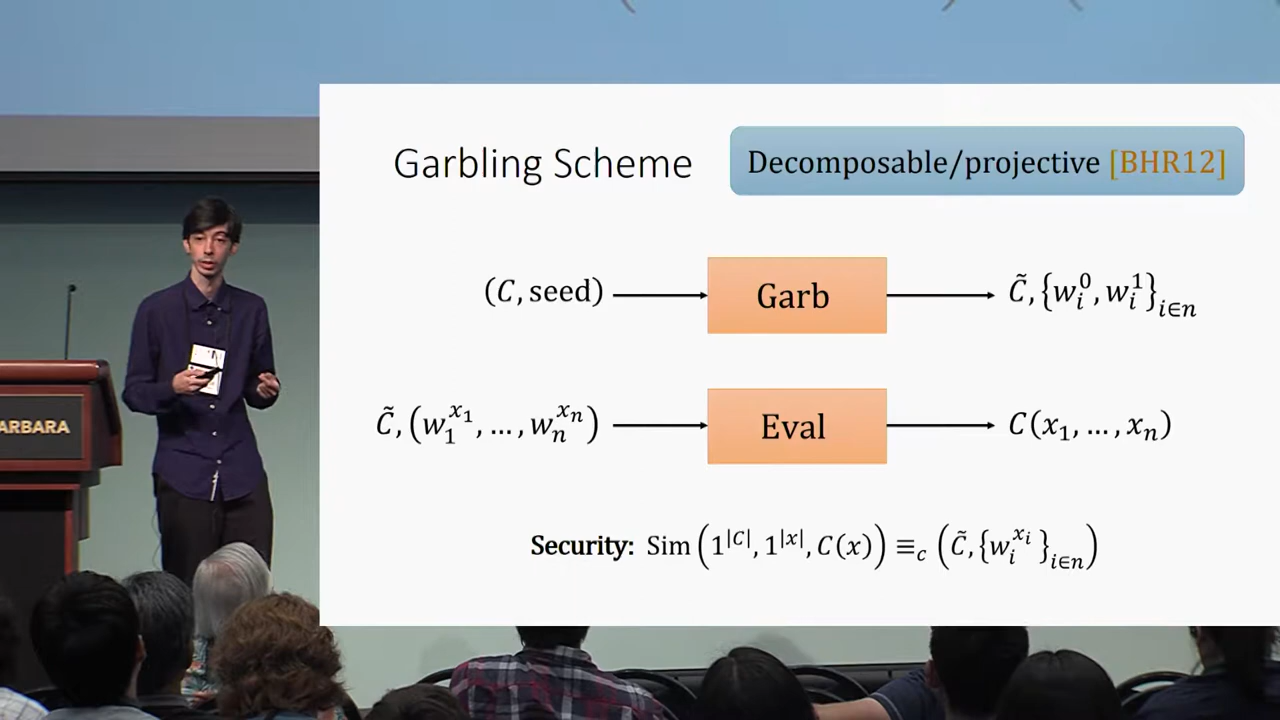 Garbling Scheme
Decomposable/projective [BHR12]
(C, seed)
Garb
C̃, {w_i^0, w_i^1}_{i∈n}
C̃, (w_1^{x_1}, …, w_n^{x_n})
Eval
C(x_1, …, x_n)
ARBARA
Security: Sim (1^{|C|}, 1^{|x|}, C(x)) ≡_c (C̃, {w_i^{x_i}}_{i∈n})